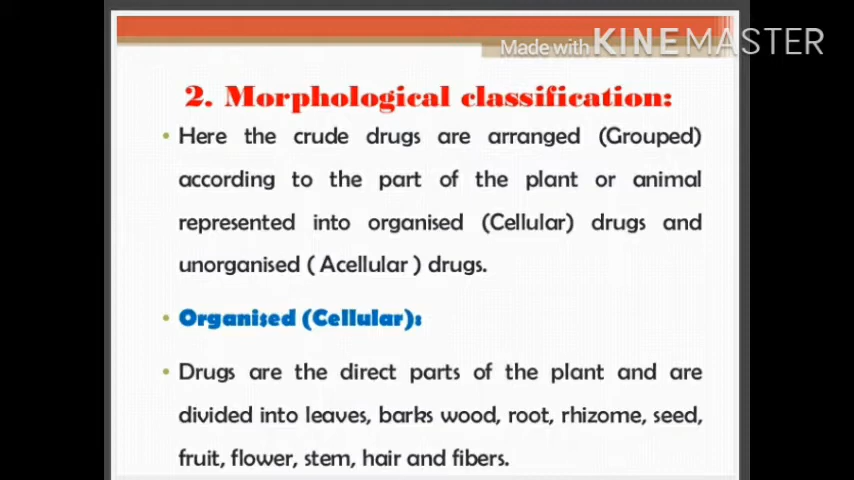 Made with KINEMASTER
2. Morphological classification:
• Here the crude drugs are arranged (Grouped)
according to the part of the plant or animal
represented into organised (Cellular) drugs and
unorganised ( Acellular ) drugs.
• Organised (Cellular):
• Drugs are the direct parts of the plant and are
divided into leaves, barks wood, root, rhizome, seed,
fruit, flower, stem, hair and fibers.